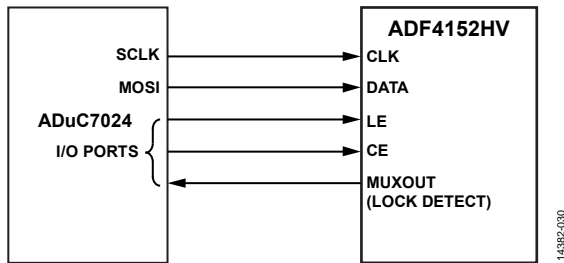 ADF4152HV
SCLK
CLK
MOSI
DATA
ADuC7024
LE
I/O PORTS
CE
MUXOUT
(LOCK DETECT)
14382-030